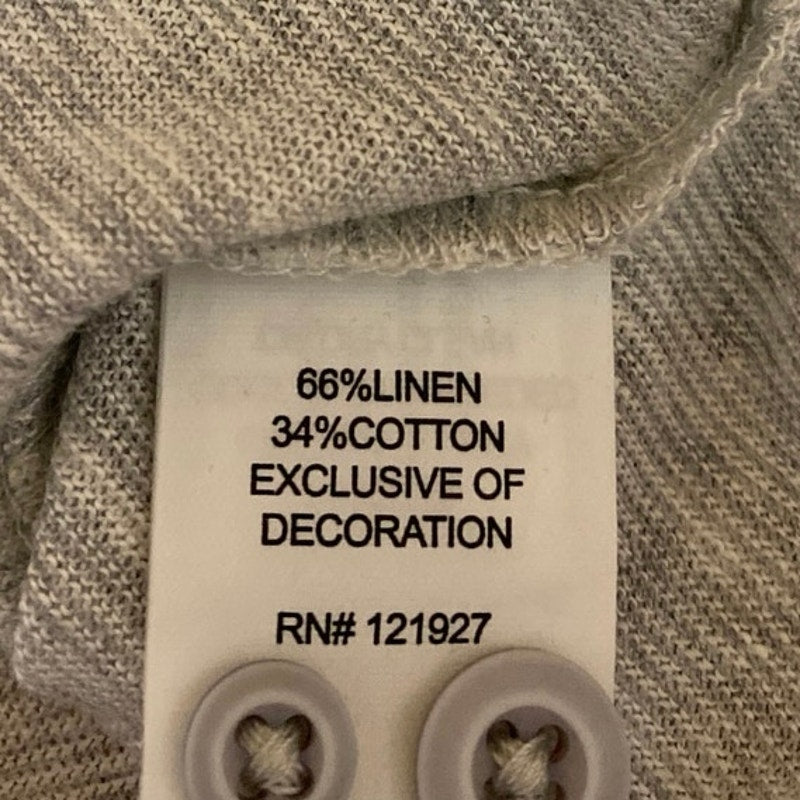 66%LINEN
34%COTTON
EXCLUSIVE OF
DECORATION
RN# 121927